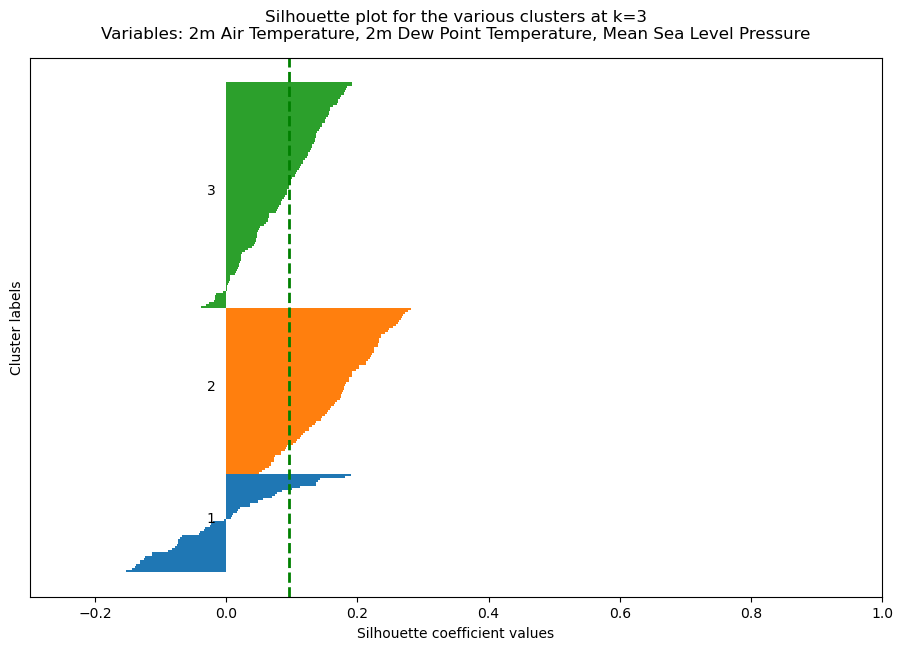 Silhouette plot for the various clusters at k=3
Variables: 2m Air Temperature, 2m Dew Point Temperature, Mean Sea Level Pressure
Cluster labels
3
2
1
−0.2 0.0 0.2 0.4 0.6 0.8 1.0
Silhouette coefficient values